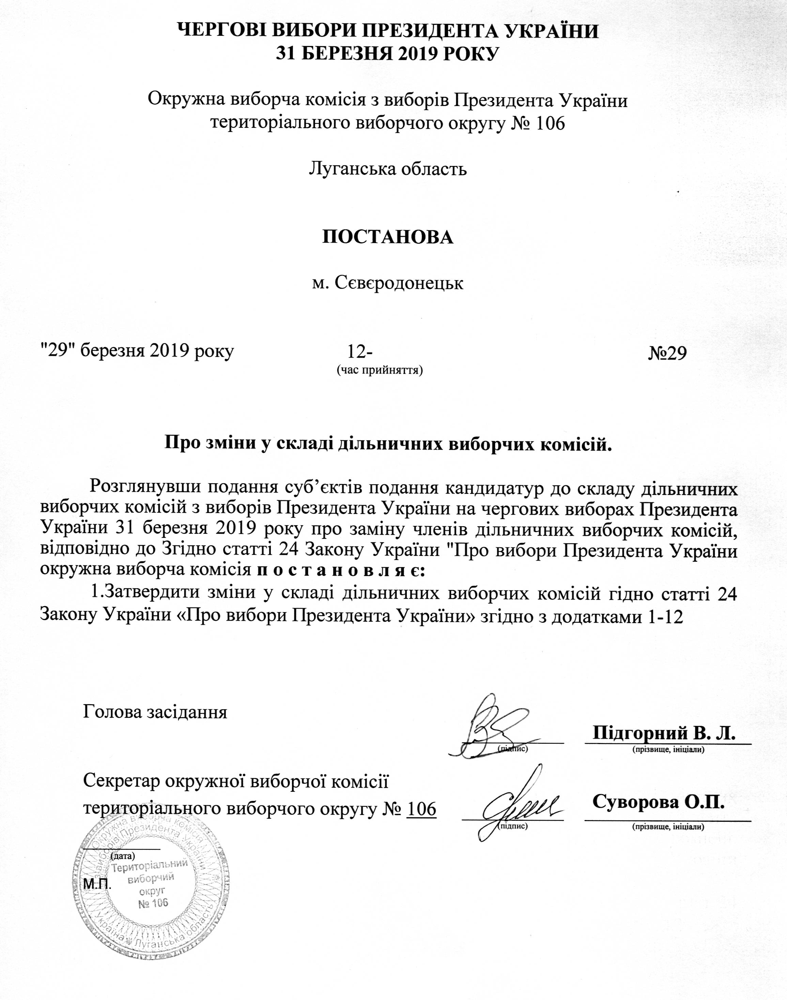 ЧЕРГОВІ ВИБОРИ ПРЕЗИДЕНТА УКРАЇНИ
31 БЕРЕЗНЯ 2019 РОКУ
Окружна виборча комісія з виборів Президента України
територіального виборчого округу № 106
Луганська область
ПОСТАНОВА
м. Сєвєродонецьк
"29" березня 2019 року 12- №29
(час прийняття)
Про зміни у складі дільничних виборчих комісій.
Розглянувши подання суб’єктів подання кандидатур до складу дільничних
виборчих комісій з виборів Президента України на чергових виборах Президента
України 31 березня 2019 року про заміну членів дільничних виборчих комісій,
відповідно до Згідно статті 24 Закону України "Про вибори Президента України
окружна виборча комісія п о с т а н о в л я є:
1.Затвердити зміни у складі дільничних виборчих комісій гідно статті 24
Закону України «Про вибори Президента України» згідно з додатками 1-12
Голова засідання
Підгорний В. Л.
(підпис) (прізвище, ініціали)
Секретар окружної виборчої комісії
територіального виборчого округу № 106 Суворова О.П.
(підпис) (прізвище, ініціали)
(дата)
М.П.
Окружна виборча комісія
з виборів Президента України
Територіальний
виборчий
округ
№ 106
Україна Луганська область